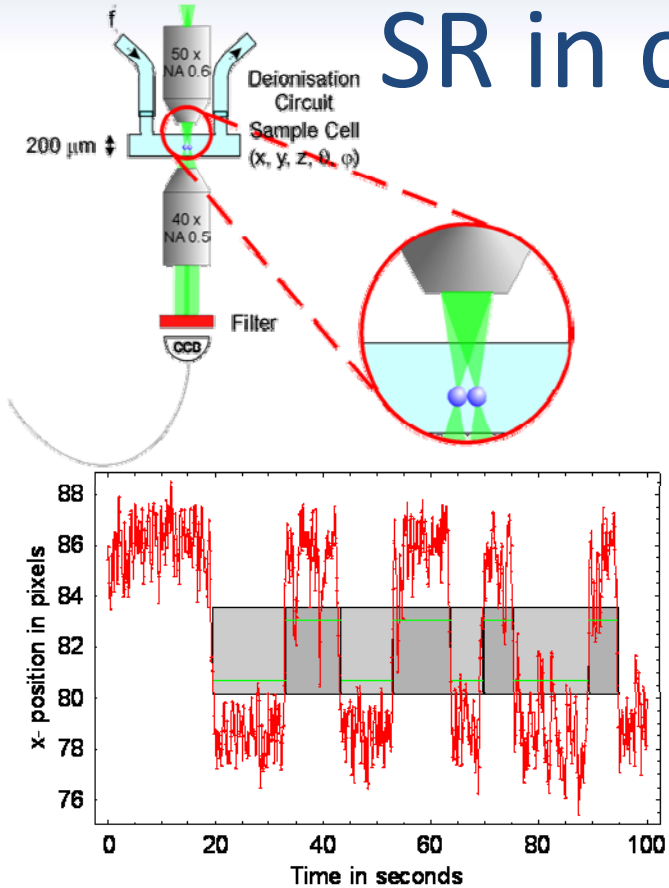 SR in c
f
50 x
NA 0.6
Deionisation
Circuit
Sample Cell
(x, y, z, θ, φ)
200 µm
40 x
NA 0.5
Filter
CCD
88
86
84
82
80
78
76
x- position in pixels
0 20 40 60 80 100
Time in seconds